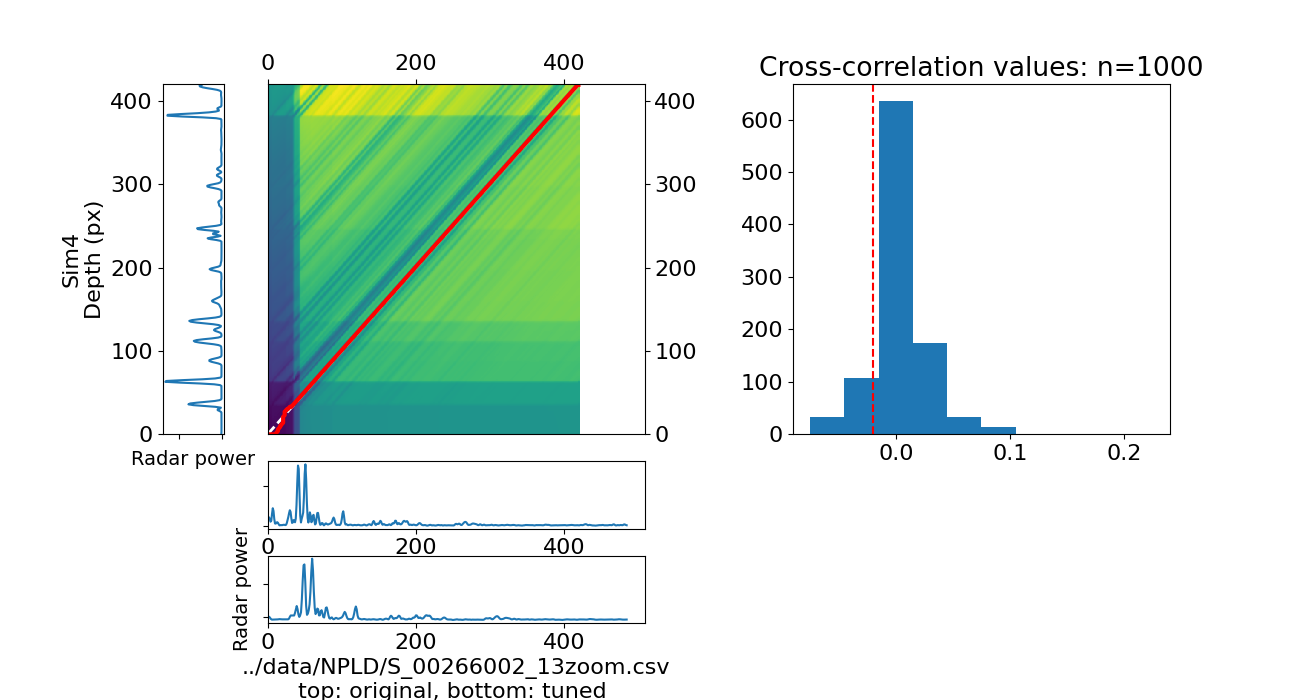 0 200 400
Cross-correlation values: n=1000
400
300
200
100
0
Sim4
Depth (px)
Radar power
400
300
200
100
0
600
500
400
300
200
100
0
0.0 0.1 0.2
0 200 400
Radar power
0 200 400
../data/NPLD/S_00266002_13zoom.csv
top: original, bottom: tuned